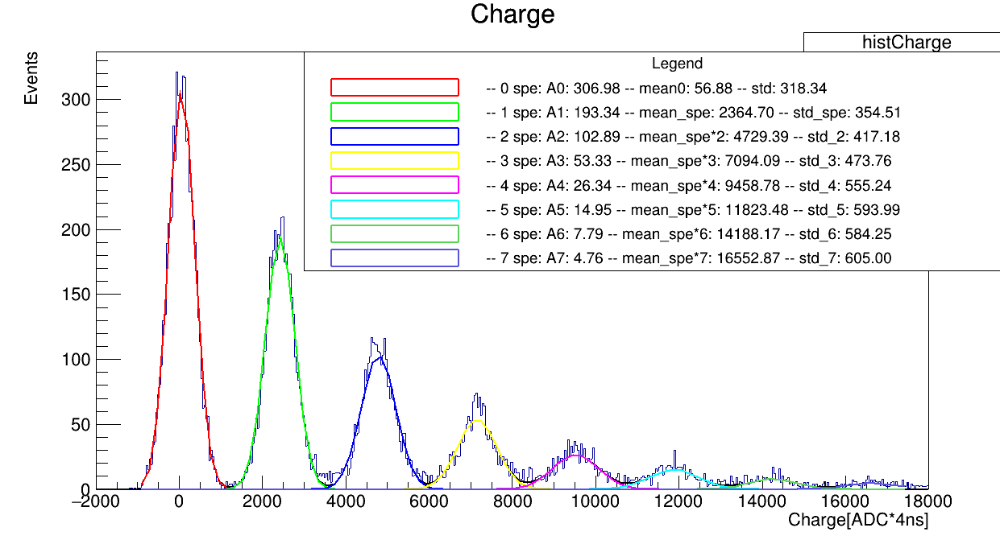 Charge
histCharge
Events
Legend
-- 0 spe: A0: 306.98 -- mean0: 56.88 -- std: 318.34
-- 1 spe: A1: 193.34 -- mean_spe: 2364.70 -- std_spe: 354.51
-- 2 spe: A2: 102.89 -- mean_spe*2: 4729.39 -- std_2: 417.18
-- 3 spe: A3: 53.33 -- mean_spe*3: 7094.09 -- std_3: 473.76
-- 4 spe: A4: 26.34 -- mean_spe*4: 9458.78 -- std_4: 555.24
-- 5 spe: A5: 14.95 -- mean_spe*5: 11823.48 -- std_5: 593.99
-- 6 spe: A6: 7.79 -- mean_spe*6: 14188.17 -- std_6: 584.25
-- 7 spe: A7: 4.76 -- mean_spe*7: 16552.87 -- std_7: 605.00
300
250
200
150
100
50
0
−2000 0 2000 4000 6000 8000 10000 12000 14000 16000 18000
Charge[ADC*4ns]